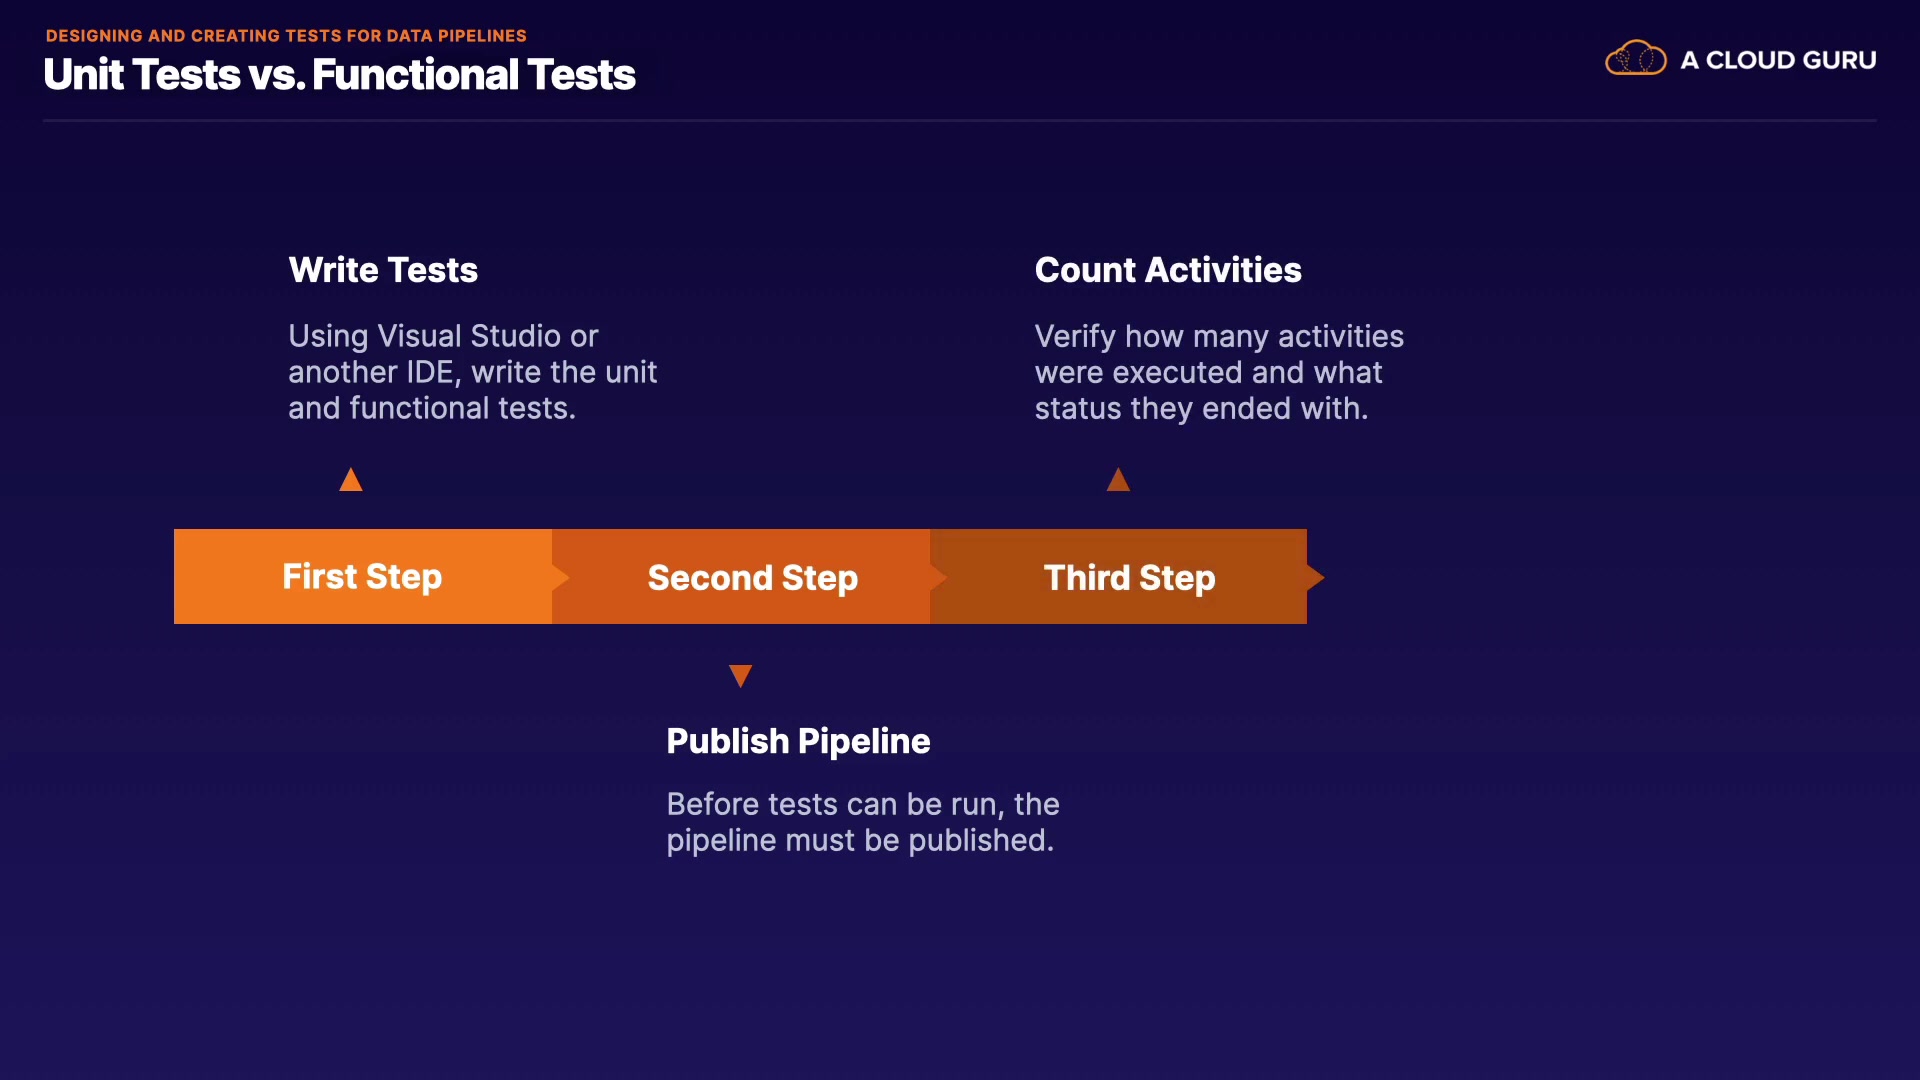 DESIGNING AND CREATING TESTS FOR DATA PIPELINES
Unit Tests vs. Functional Tests
A CLOUD GURU
Write Tests
Using Visual Studio or
another IDE, write the unit
and functional tests.
Count Activities
Verify how many activities
were executed and what
status they ended with.
First Step
Second Step
Third Step
Publish Pipeline
Before tests can be run, the
pipeline must be published.